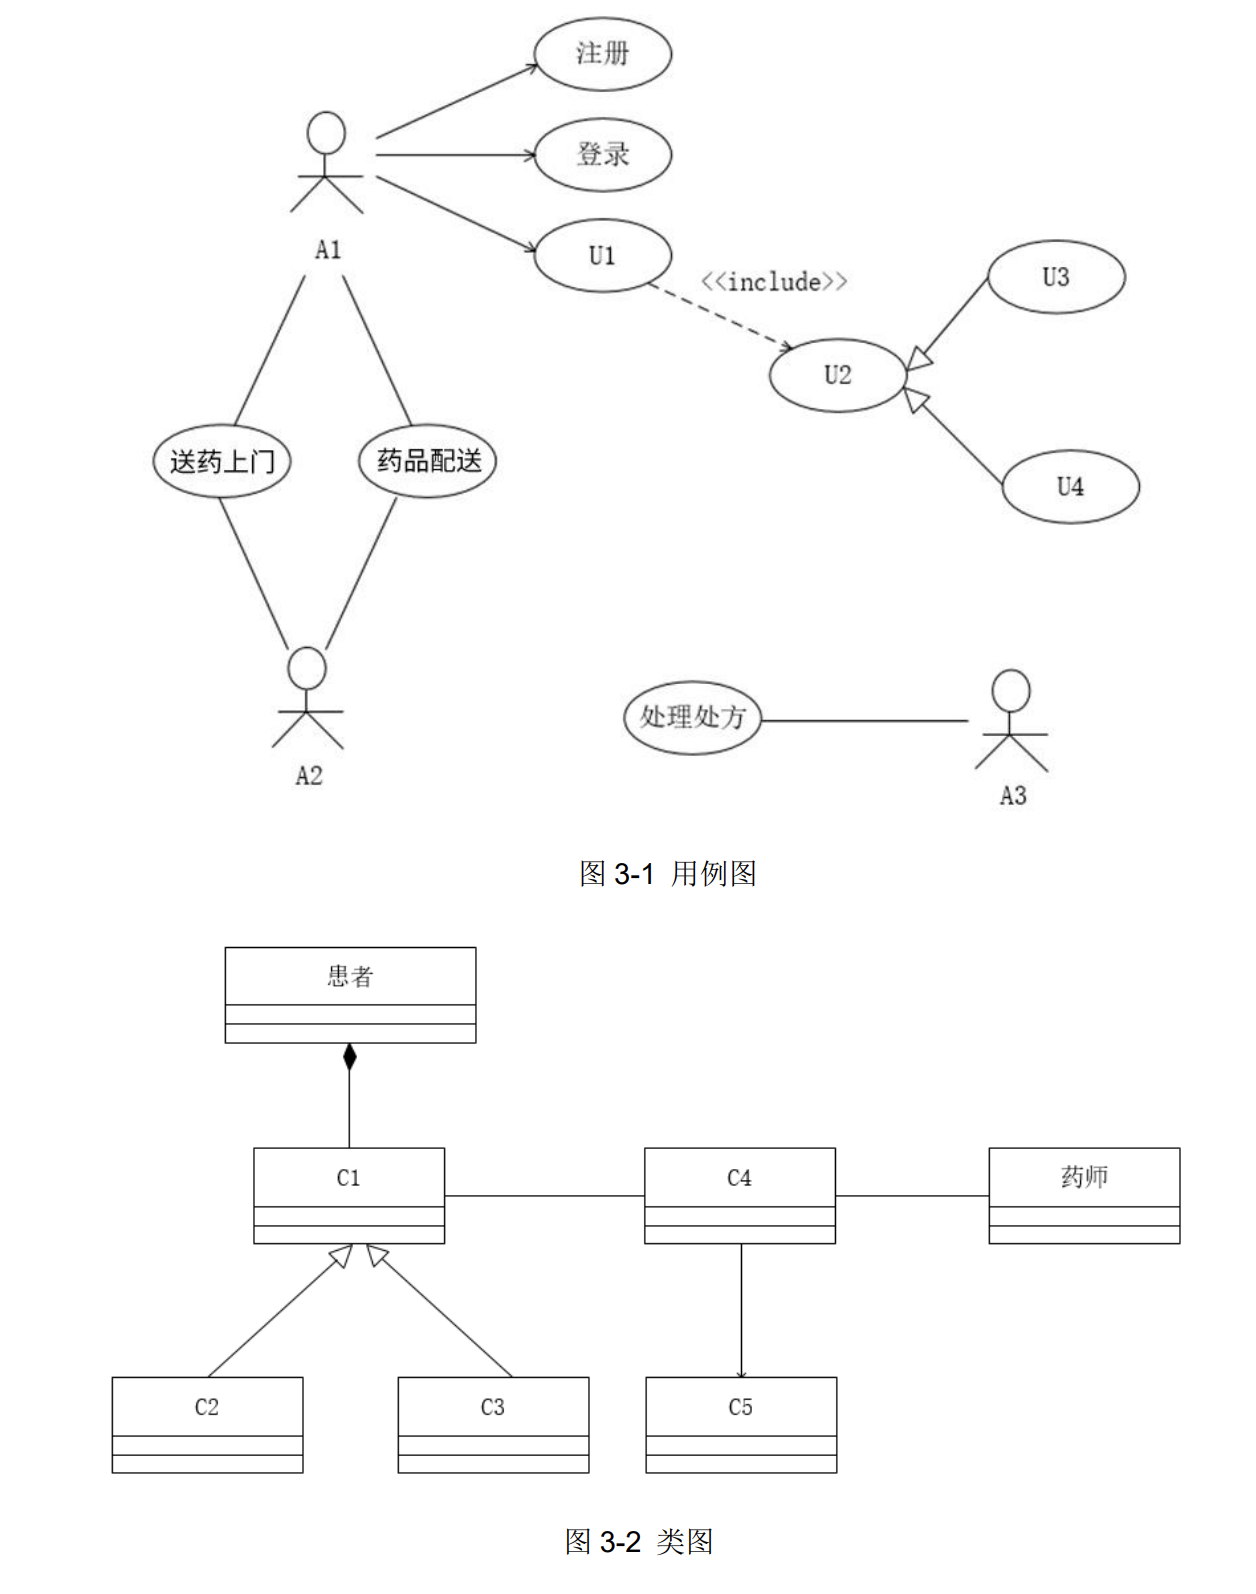 注册
登录
A1
U1
<<include>>
U3
U2
送药上门
药品配送
U4
处理处方
A2
A3
图 3-1 用例图
患者
C1
C4
药师
C2
C3
C5
图 3-2 类图